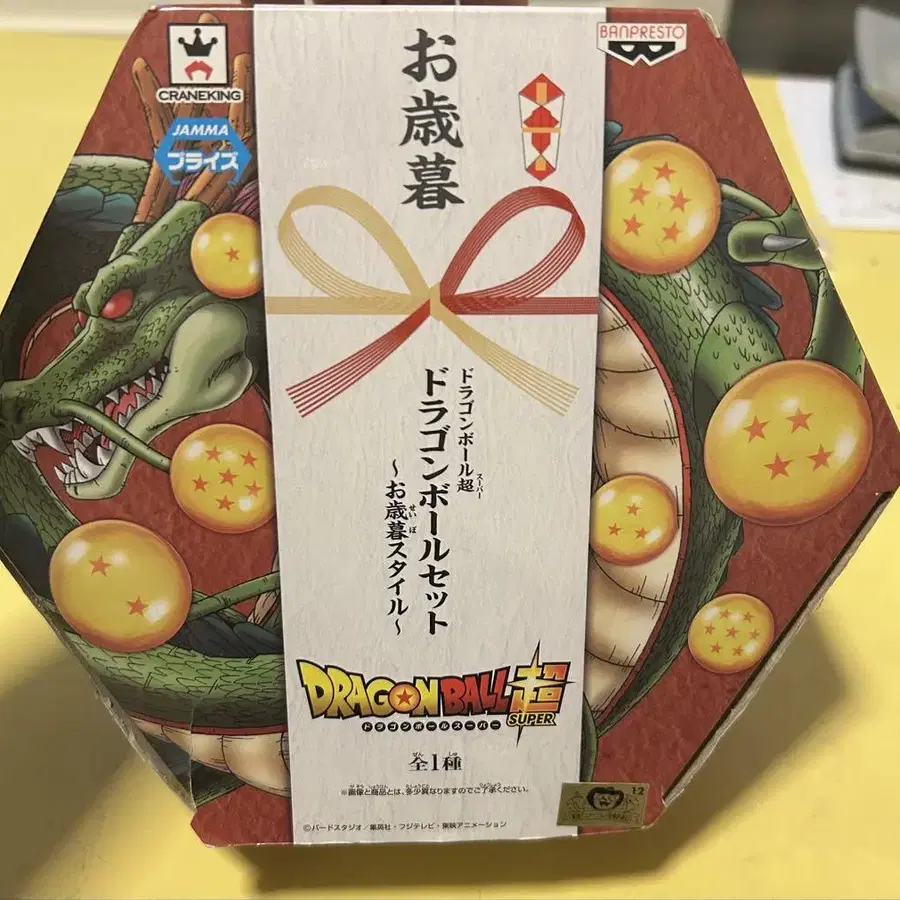 CRANEKING
JAMMA
プライズ
BANPRESTO
お歳暮
ドラゴンボール超
スーパー
ドラゴンボールセット
～お歳暮スタイル～
せいぼ
DRAGON BALL超
SUPER
ドラゴンボールスーパー
全1種
ぜん しゅ
※画像と商品とは、多少異なりますのでご了承ください。
©バードスタジオ/集英社・フジテレビ・東映アニメーション
12